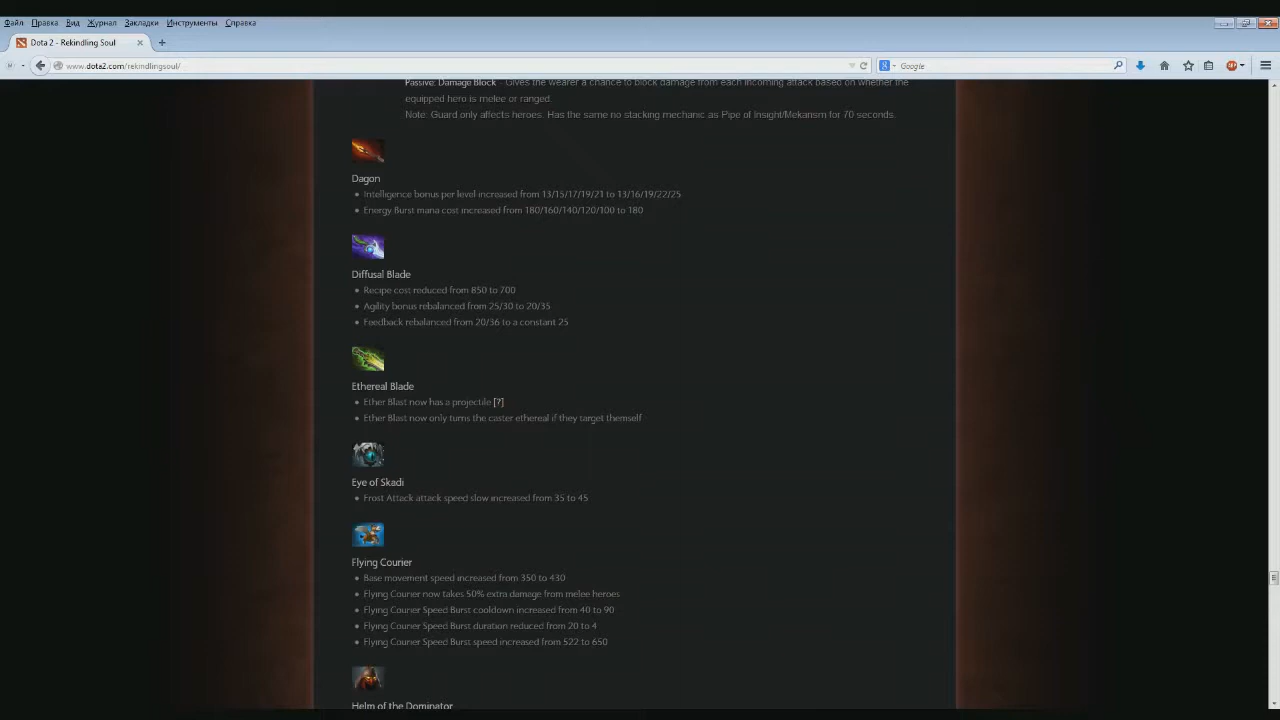 Файл Правка Вид Журнал Закладки Инструменты Справка
Dota 2 - Rekindling Soul
www.dota2.com/rekindlingsoul/
Google
Passive: Damage Block - Gives the wearer a chance to block damage from each incoming attack based on whether the
equipped hero is melee or ranged.
Note: Guard only affects heroes. Has the same no stacking mechanic as Pipe of Insight/Mekansm for 70 seconds.
Dagon
• Intelligence bonus per level increased from 13/15/17/19/21 to 13/16/19/22/25
• Energy Burst mana cost increased from 180/160/140/120/100 to 180
Diffusal Blade
• Recipe cost reduced from 850 to 700
• Agility bonus rebalanced from 25/30 to 20/35
• Feedback rebalanced from 20/36 to a constant 25
Ethereal Blade
• Ether Blast now has a projectile [?]
• Ether Blast now only turns the caster ethereal if they target themself
Eye of Skadi
• Frost Attack attack speed slow increased from 35 to 45
Flying Courier
• Base movement speed increased from 350 to 430
• Flying Courier now takes 50% extra damage from melee heroes
• Flying Courier Speed Burst cooldown increased from 40 to 90
• Flying Courier Speed Burst duration reduced from 20 to 4
• Flying Courier Speed Burst speed increased from 522 to 650
Helm of the Dominator